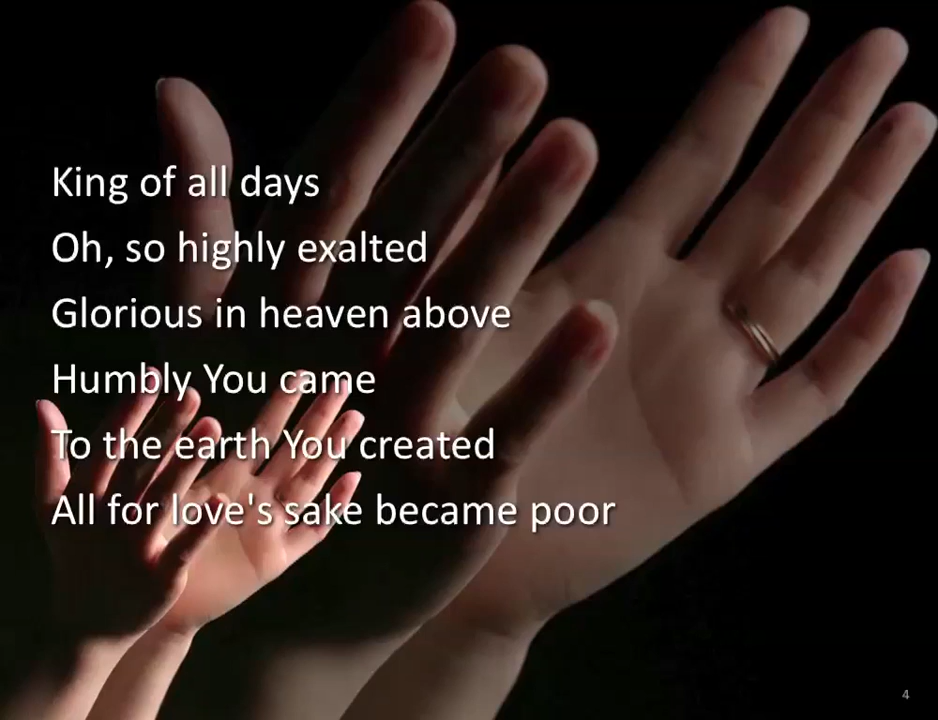 King of all days
Oh, so highly exalted
Glorious in heaven above
Humbly You came
To the earth You created
All for love's sake became poor
4